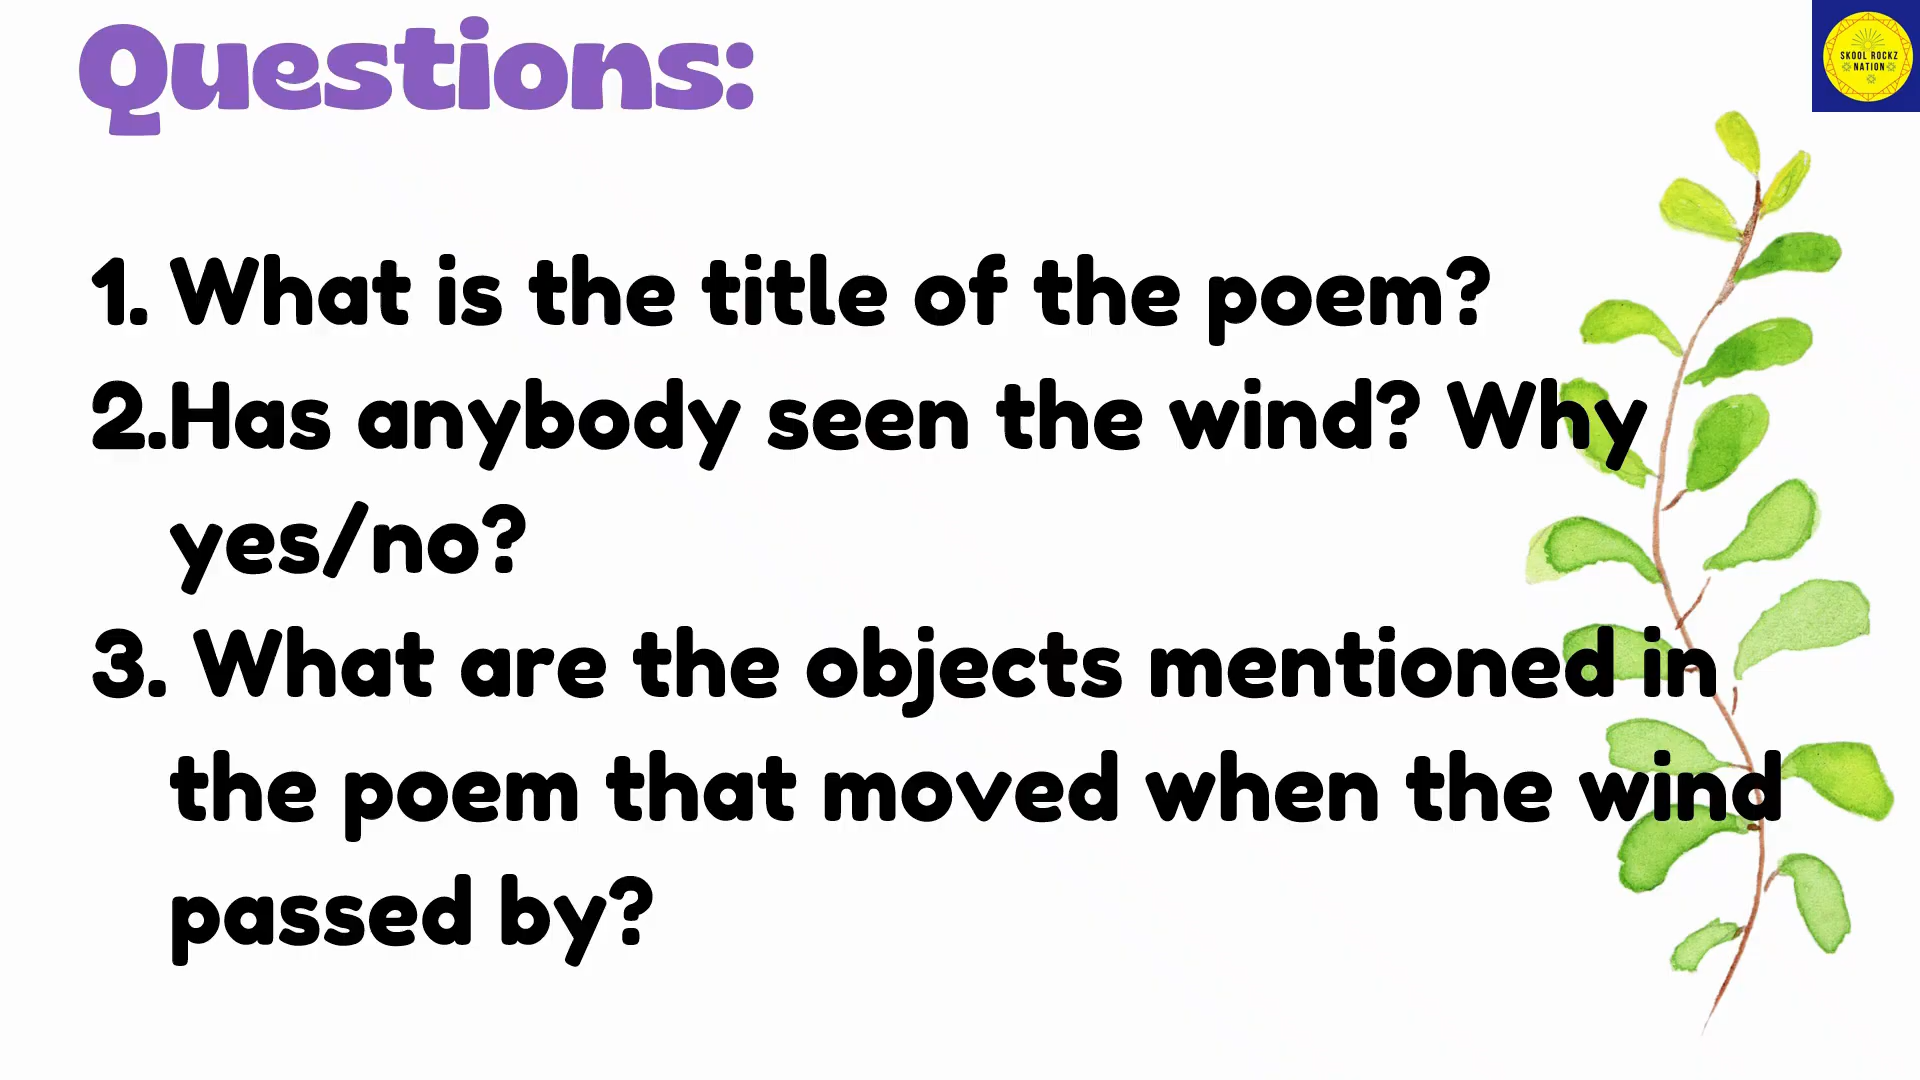 Questions:
SKOOL ROCKZ
NATION
1. What is the title of the poem?
2.Has anybody seen the wind? Why
yes/no?
3. What are the objects mentioned in
the poem that moved when the wind
passed by?